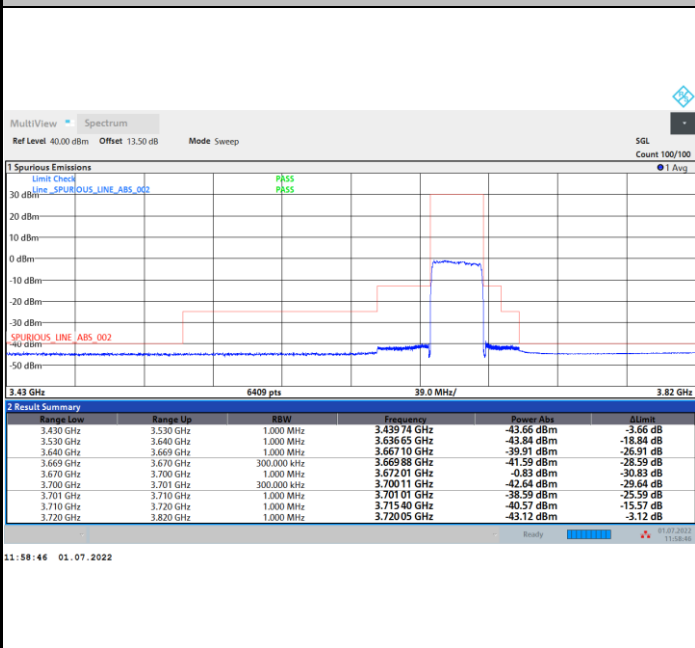 MultiView Spectrum
Ref Level 40.00 dBm Offset 13.50 dB Mode Sweep SGL
Count 100/100
1 Spurious Emissions 1 Avg
Limit Check PASS
Line _SPURIOUS_LINE_ABS_002 PASS
30 dBm
20 dBm
10 dBm
0 dBm
-10 dBm
-20 dBm
-30 dBm
_SPURIOUS_LINE_ABS_002
-40 dBm
-50 dBm
3.43 GHz 6409 pts 39.0 MHz/ 3.82 GHz
2 Result Summary
Range Low Range Up RBW Frequency Power Abs ΔLimit
3.430 GHz 3.530 GHz 1.000 MHz 3.439 74 GHz -43.66 dBm -3.66 dB
3.530 GHz 3.640 GHz 1.000 MHz 3.636 65 GHz -43.84 dBm -18.84 dB
3.640 GHz 3.669 GHz 1.000 MHz 3.667 10 GHz -39.91 dBm -26.91 dB
3.669 GHz 3.670 GHz 300.000 kHz 3.669 88 GHz -41.59 dBm -28.59 dB
3.670 GHz 3.700 GHz 1.000 MHz 3.672 01 GHz -0.83 dBm -30.83 dB
3.700 GHz 3.701 GHz 300.000 kHz 3.700 11 GHz -42.64 dBm -29.64 dB
3.701 GHz 3.710 GHz 1.000 MHz 3.701 01 GHz -38.59 dBm -25.59 dB
3.710 GHz 3.720 GHz 1.000 MHz 3.715 40 GHz -40.57 dBm -15.57 dB
3.720 GHz 3.820 GHz 1.000 MHz 3.720 05 GHz -43.12 dBm -3.12 dB
Ready 01.07.2022
11:58:46
11:58:46 01.07.2022